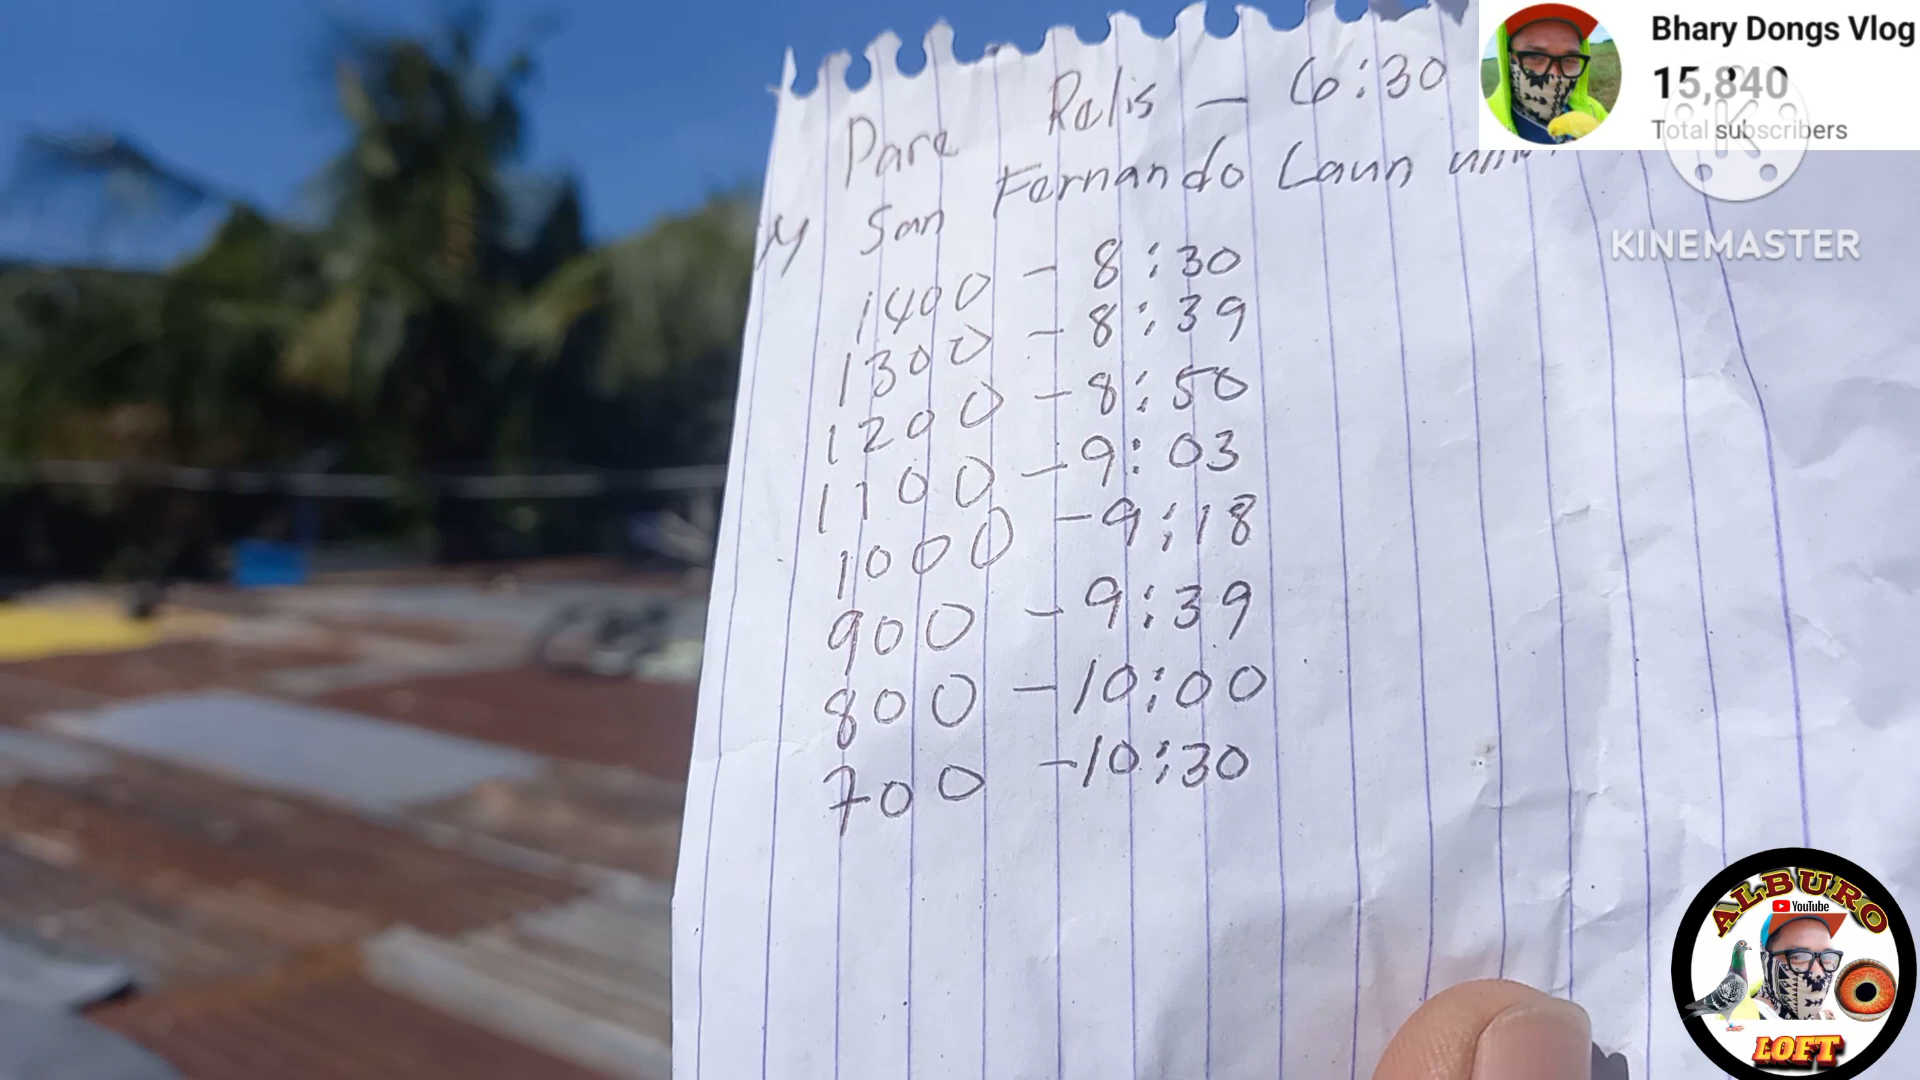 Pare Relis - 6:30
San Fernando Laun
1400 - 8:30
1300 - 8:39
1200 - 8:50
1100 - 9:03
1000 - 9:18
900 - 9:39
800 - 10:00
700 - 10:30
Bhary Dongs Vlog
15,840
Total subscribers
K
KINEMASTER
ALBURO
YouTube
LOFT